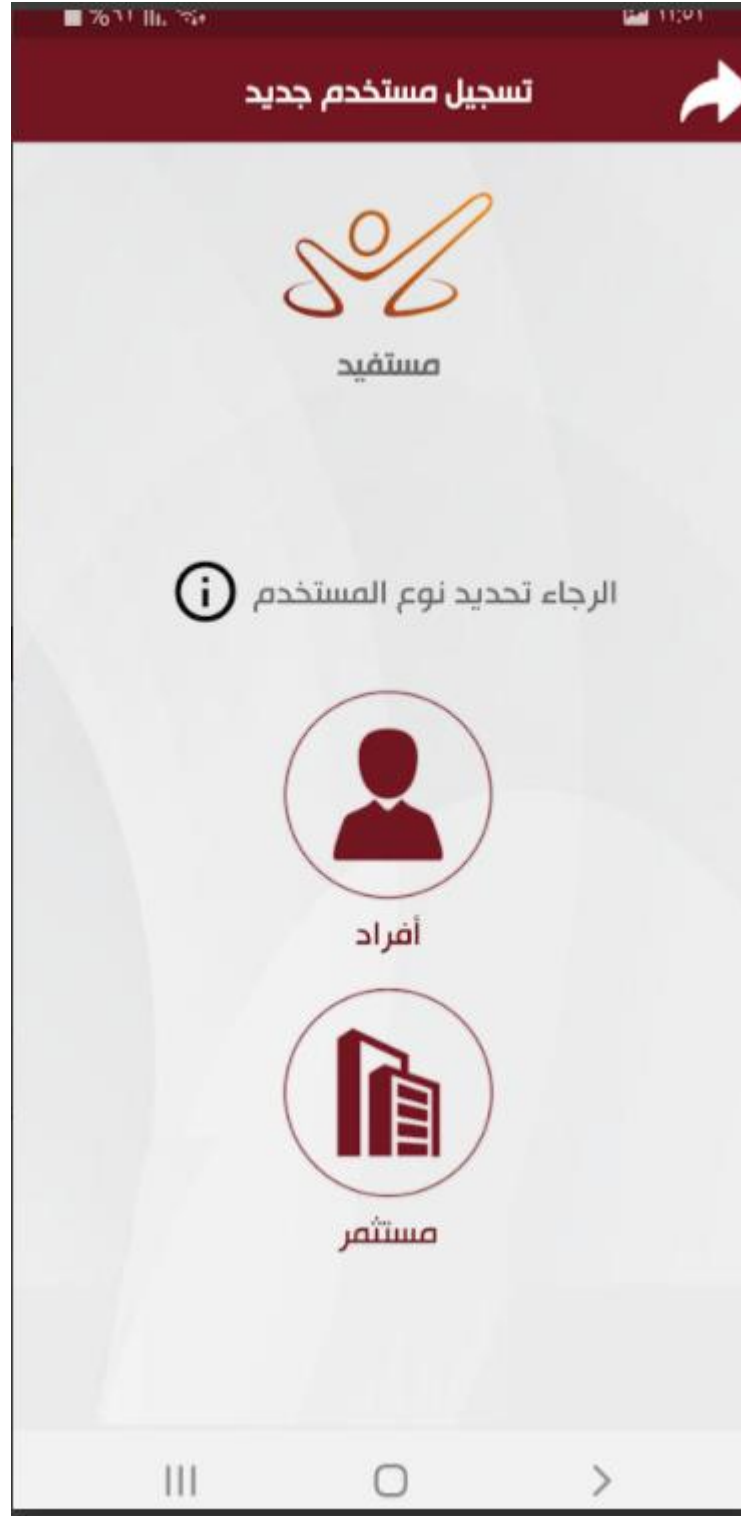 تسجيل مستخدم جديد
مستفيد
الرجاء تحديد نوع المستخدم
أفراد
مستثمر